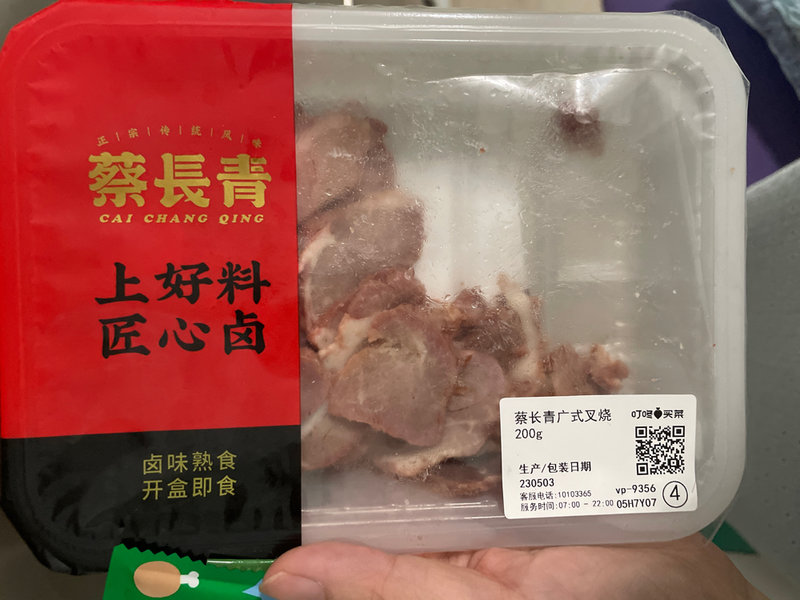 正宗传统风味
蔡長青
CAI CHANG QING
上好料
匠心卤
卤味熟食
开盒即食
蔡长青广式叉烧
200g
叮咚买菜
生产/包装日期
230503
客服电话:10103365
服务时间:07:00 - 22:00
vp-9356
05H7Y07
4